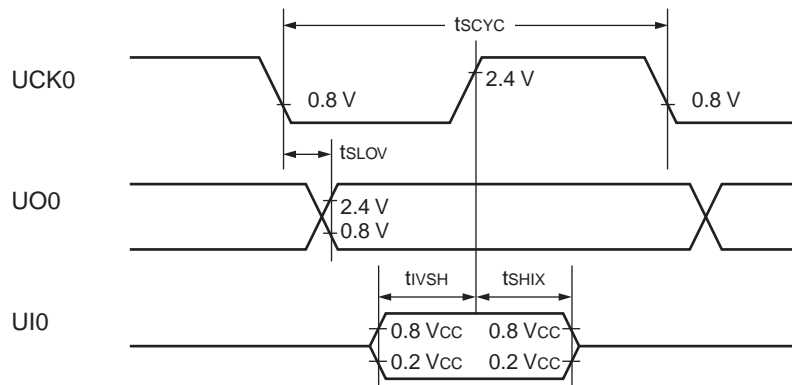 tSCYC
UCK0
0.8 V
2.4 V
0.8 V
tSLOV
UO0
2.4 V
0.8 V
tIVSH
tSHIX
UI0
0.8 VCC
0.8 VCC
0.2 VCC
0.2 VCC